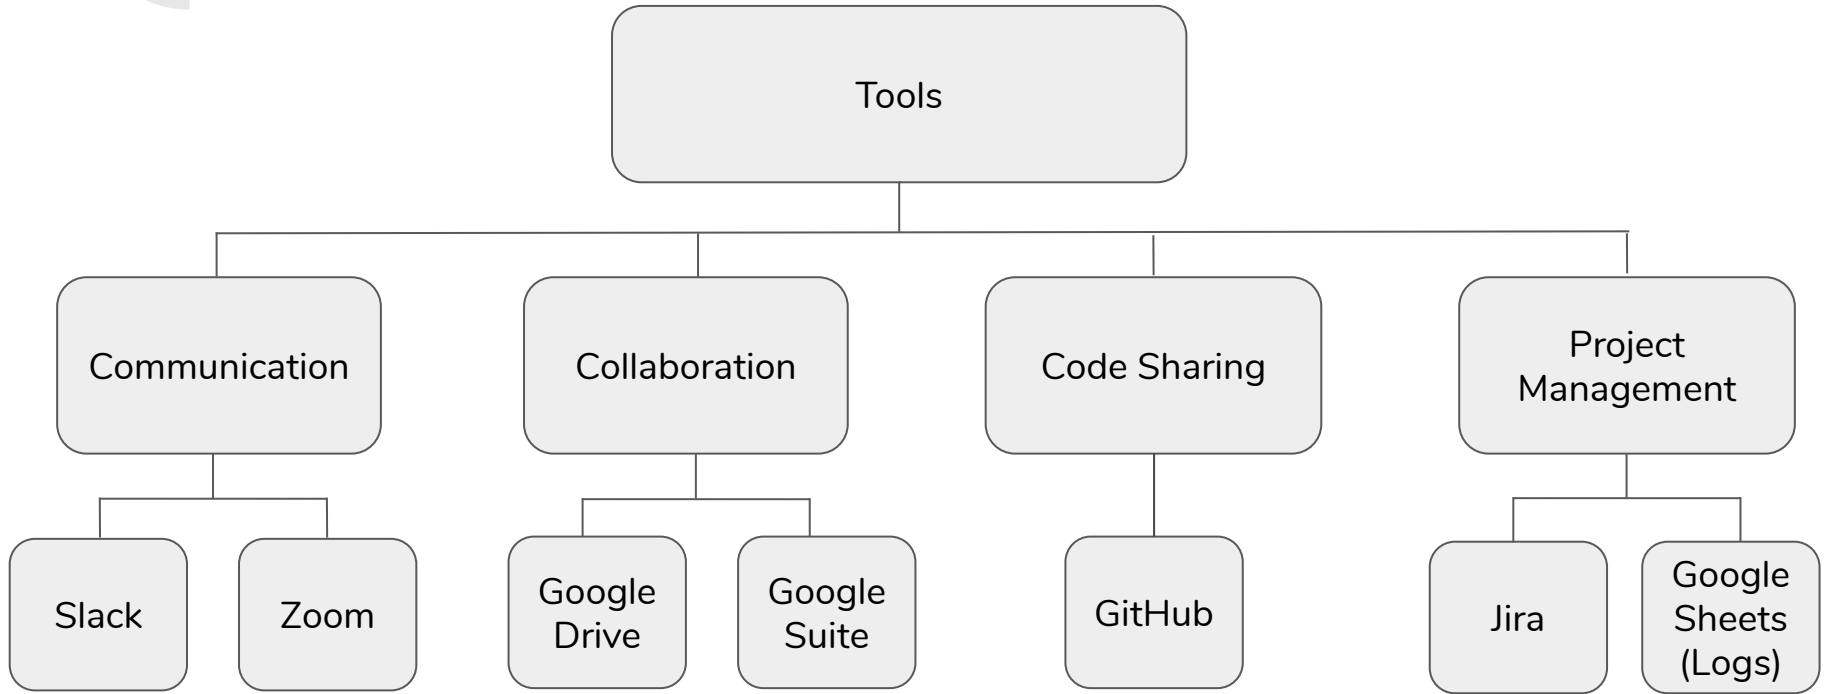 Tools
Communication
Collaboration
Code Sharing
Project
Management
Slack
Zoom
Google
Drive
Google
Suite
GitHub
Jira
Google
Sheets
(Logs)